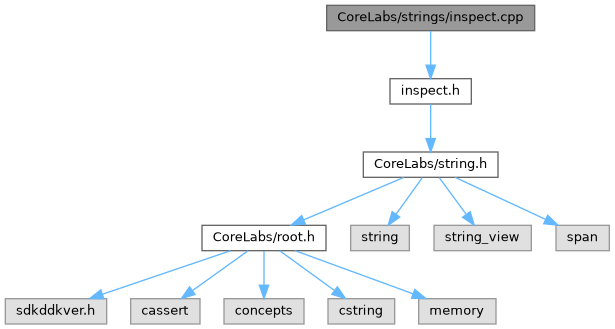 CoreLabs/strings/inspect.cpp
inspect.h
CoreLabs/string.h
CoreLabs/root.h
string
string_view
span
sdkddkver.h
cassert
concepts
cstring
memory